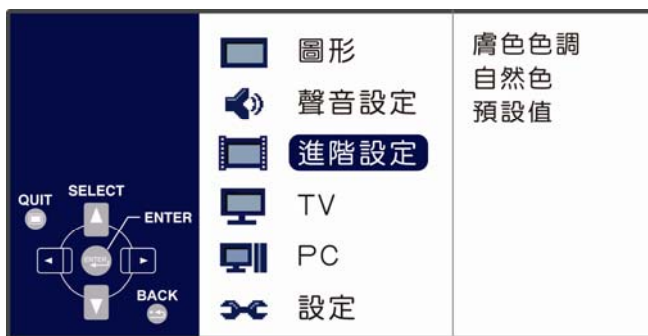 QUIT
SELECT
ENTER
ENTER
BACK
圖形
聲音設定
進階設定
TV
PC
設定
膚色色調
自然色
預設值